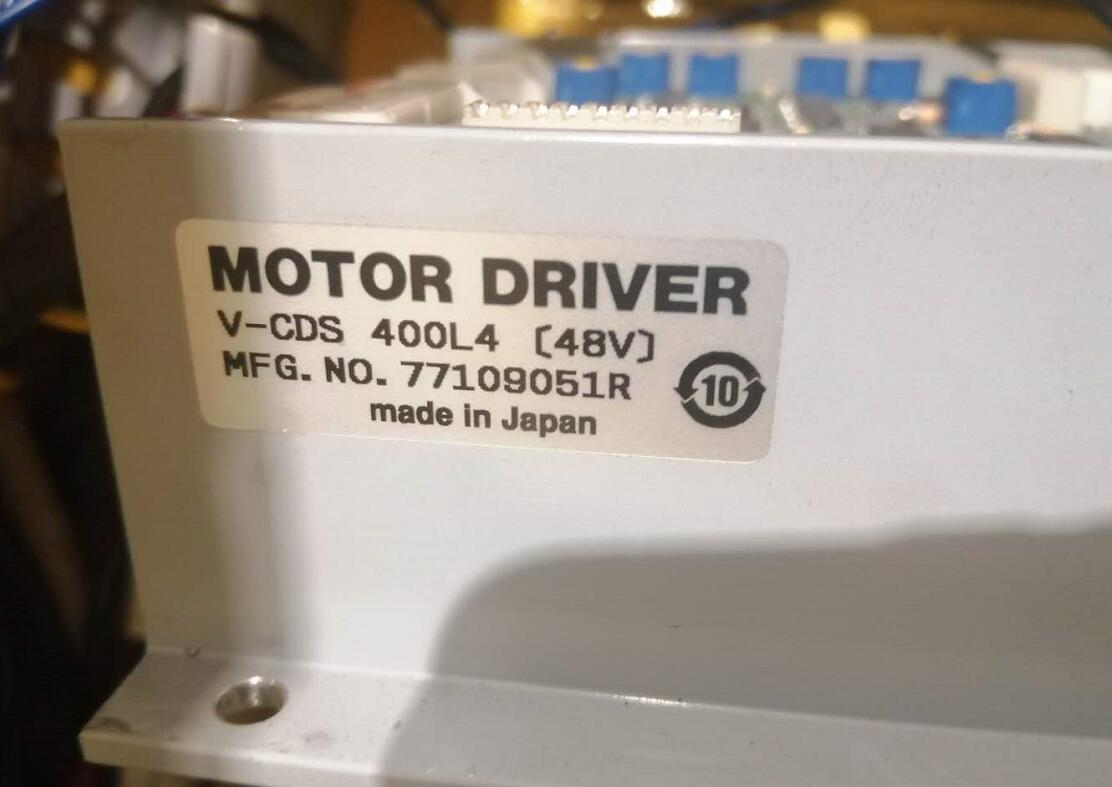 MOTOR DRIVER
V-CDS 400L4 [48V]
MFG. NO. 77109051R
10
made in Japan